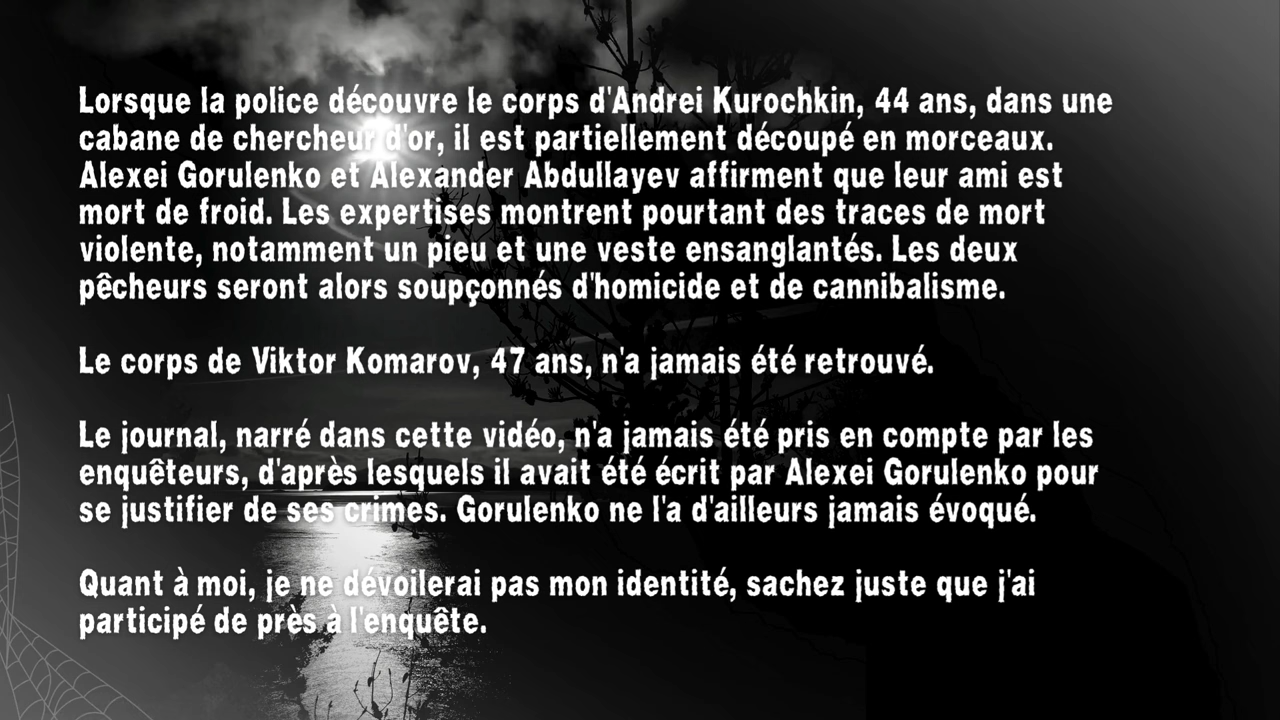 Lorsque la police découvre le corps d'Andrei Kurochkin, 44 ans, dans une
cabane de chercheur d'or, il est partiellement découpé en morceaux.
Alexei Gorulenko et Alexander Abdullayev affirment que leur ami est
mort de froid. Les expertises montrent pourtant des traces de mort
violente, notamment un pieu et une veste ensanglantés. Les deux
pêcheurs seront alors soupçonnés d'homicide et de cannibalisme.
Le corps de Viktor Komarov, 47 ans, n'a jamais été retrouvé.
Le journal, narré dans cette vidéo, n'a jamais été pris en compte par les
enquêteurs, d'après lesquels il avait été écrit par Alexei Gorulenko pour
se justifier de ses crimes. Gorulenko ne l'a d'ailleurs jamais évoqué.
Quant à moi, je ne dévoilerai pas mon identité, sachez juste que j'ai
participé de près à l'enquête.